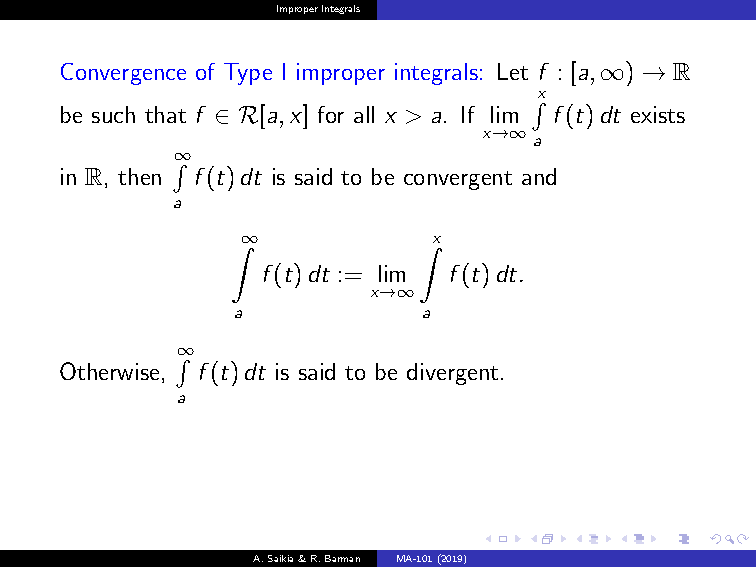 Improper Integrals
Convergence of Type I improper integrals: Let f : [a, ∞) → ℝ
be such that f ∈ ℛ[a, x] for all x > a. If lim_{x→∞} ∫_a^x f(t) dt exists
in ℝ, then ∫_a^∞ f(t) dt is said to be convergent and
∫_a^∞ f(t) dt := lim_{x→∞} ∫_a^x f(t) dt.
Otherwise, ∫_a^∞ f(t) dt is said to be divergent.
A. Saikia & R. Barman MA-101 (2019)